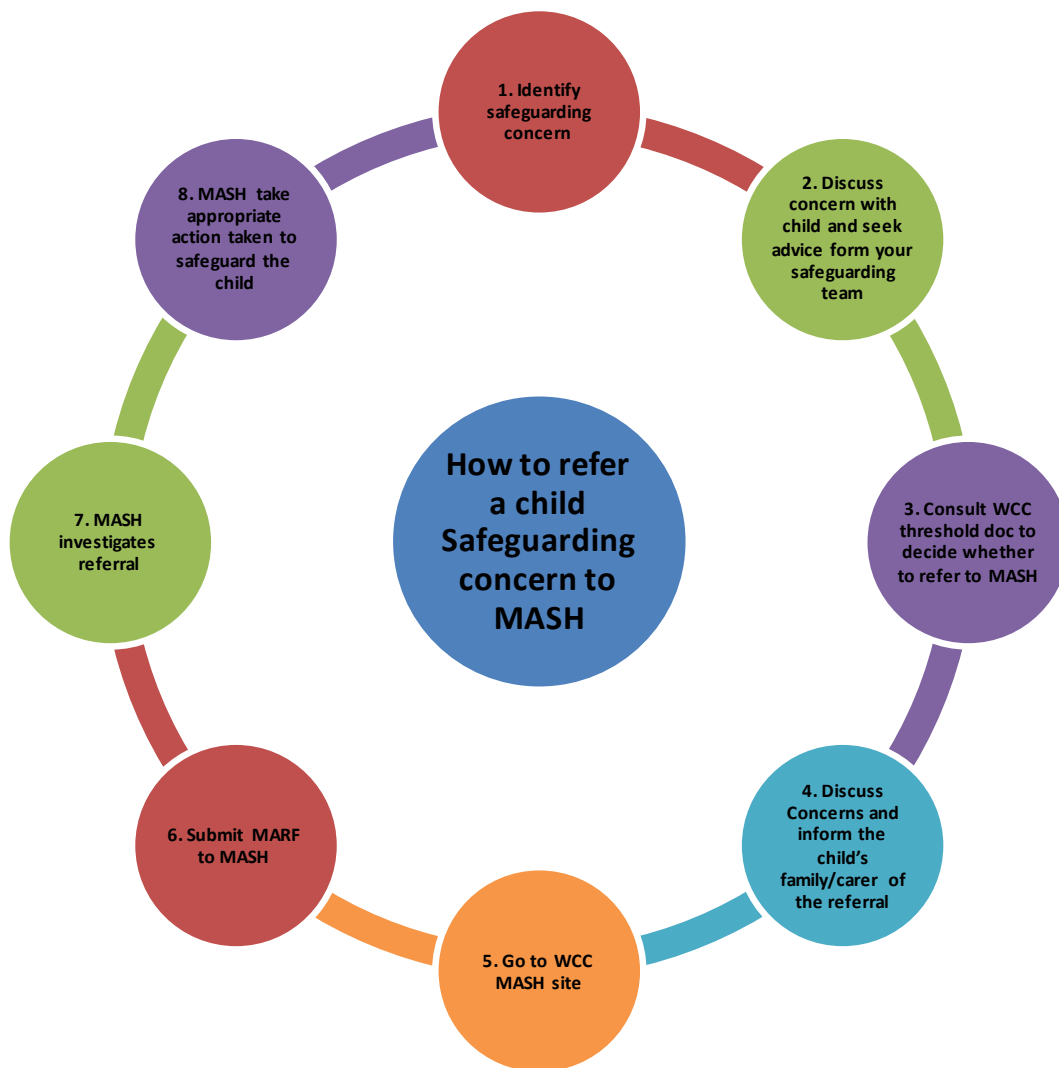 1. Identify
safeguarding
concern
2. Discuss
concern with
child and seek
advice form your
safeguarding
team
3. Consult WCC
threshold doc to
decide whether
to refer to MASH
4. Discuss
Concerns and
inform the
child’s
family/carer of
the referral
5. Go to WCC
MASH site
6. Submit MARF
to MASH
7. MASH
investigates
referral
8. MASH take
appropriate
action taken to
safeguard the
child
How to refer
a child
Safeguarding
concern to
MASH